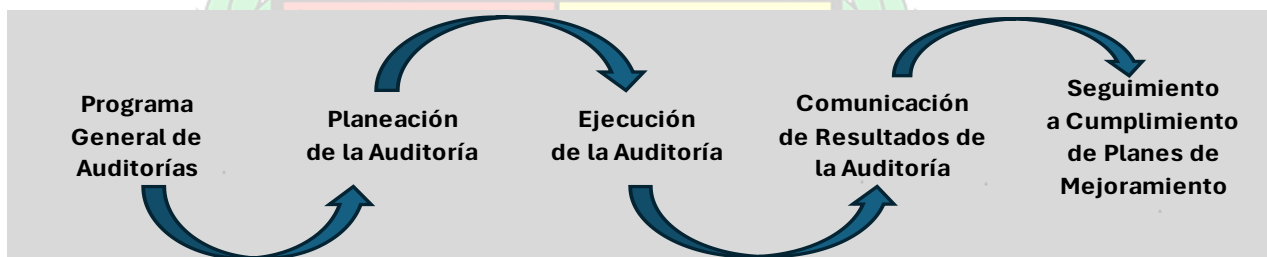 Programa
General de
Auditorías
Planeación
de la Auditoría
Ejecución
de la Auditoría
Comunicación
de Resultados de
la Auditoría
Seguimiento
a Cumplimiento
de Planes de
Mejoramiento